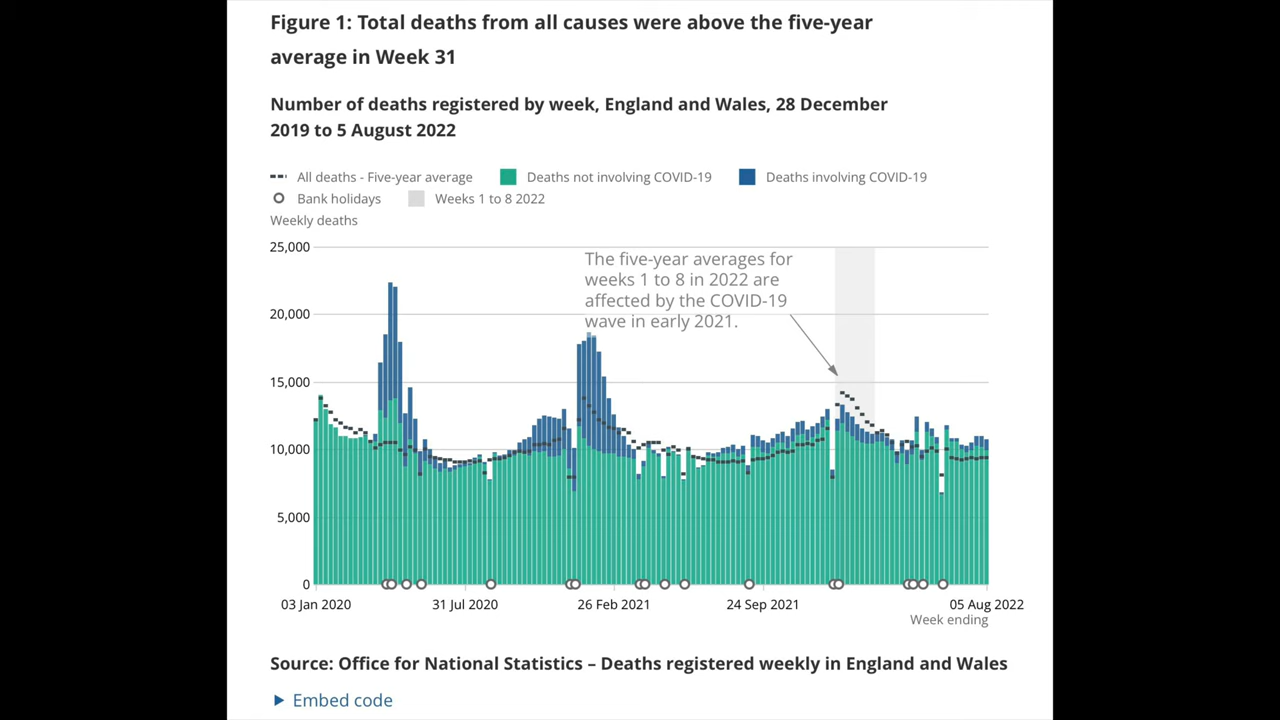 Figure 1: Total deaths from all causes were above the five-year
average in Week 31
Number of deaths registered by week, England and Wales, 28 December
2019 to 5 August 2022
All deaths - Five-year average
Deaths not involving COVID-19
Deaths involving COVID-19
Bank holidays
Weeks 1 to 8 2022
Weekly deaths
25,000
The five-year averages for
weeks 1 to 8 in 2022 are
affected by the COVID-19
wave in early 2021.
20,000
15,000
10,000
5,000
0
03 Jan 2020
31 Jul 2020
26 Feb 2021
24 Sep 2021
05 Aug 2022
Week ending
Source: Office for National Statistics – Deaths registered weekly in England and Wales
Embed code